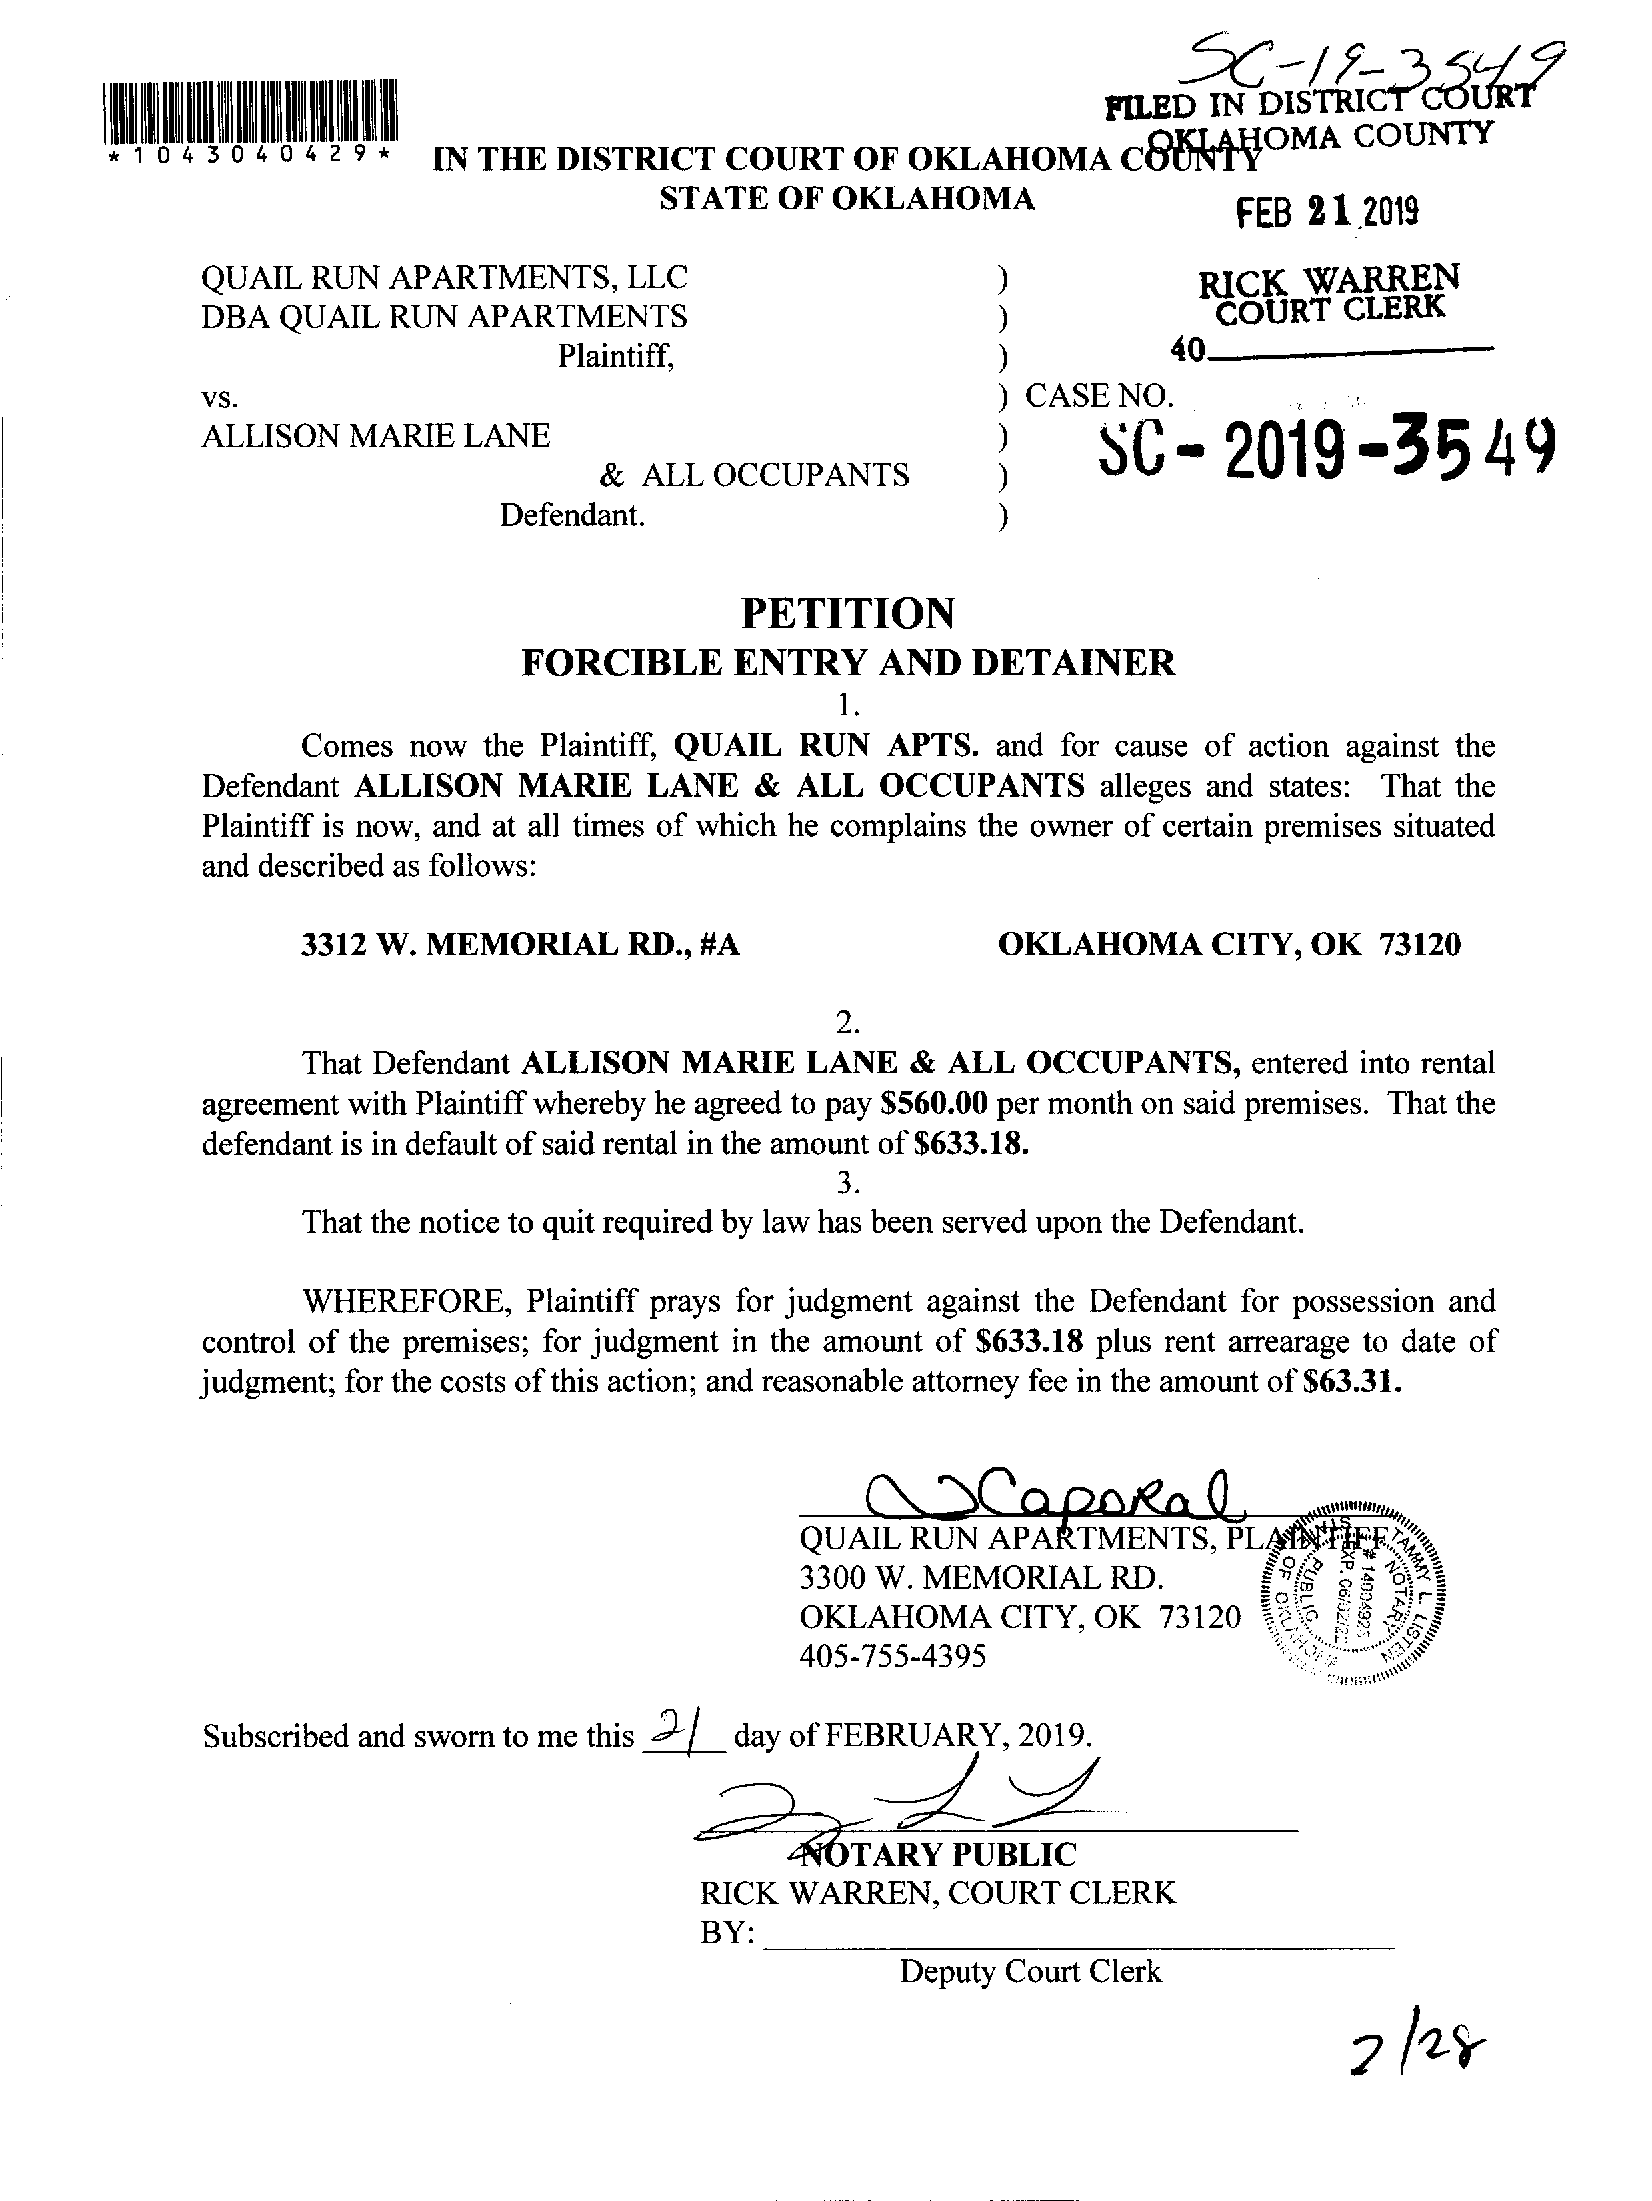 SC-19-3549
FILED IN DISTRICT COURT
OKLAHOMA COUNTY
*1043040429*
IN THE DISTRICT COURT OF OKLAHOMA COUNTY
STATE OF OKLAHOMA
FEB 21 2019
QUAIL RUN APARTMENTS, LLC )
RICK WARREN
COURT CLERK
DBA QUAIL RUN APARTMENTS )
Plaintiff, )
40
vs. ) CASE NO.
ALLISON MARIE LANE )
SC - 2019 - 3549
& ALL OCCUPANTS )
Defendant. )
PETITION
FORCIBLE ENTRY AND DETAINER
1.
Comes now the Plaintiff, QUAIL RUN APTS. and for cause of action against the
Defendant ALLISON MARIE LANE & ALL OCCUPANTS alleges and states: That the
Plaintiff is now, and at all times of which he complains the owner of certain premises situated
and described as follows:
3312 W. MEMORIAL RD., #A OKLAHOMA CITY, OK 73120
2.
That Defendant ALLISON MARIE LANE & ALL OCCUPANTS, entered into rental
agreement with Plaintiff whereby he agreed to pay $560.00 per month on said premises. That the
defendant is in default of said rental in the amount of $633.18.
3.
That the notice to quit required by law has been served upon the Defendant.
WHEREFORE, Plaintiff prays for judgment against the Defendant for possession and
control of the premises; for judgment in the amount of $633.18 plus rent arrearage to date of
judgment; for the costs of this action; and reasonable attorney fee in the amount of $63.31.
Caporal
QUAIL RUN APARTMENTS, PLAINTIFF
3300 W. MEMORIAL RD.
OKLAHOMA CITY, OK 73120
405-755-4395
TAMMY L. LISTEN
NOTARY PUBLIC
OF OKLAHOMA
# 14004923
EXP. 06/02/22
Subscribed and sworn to me this 21 day of FEBRUARY, 2019.
NOTARY PUBLIC
RICK WARREN, COURT CLERK
BY:
Deputy Court Clerk
2/28